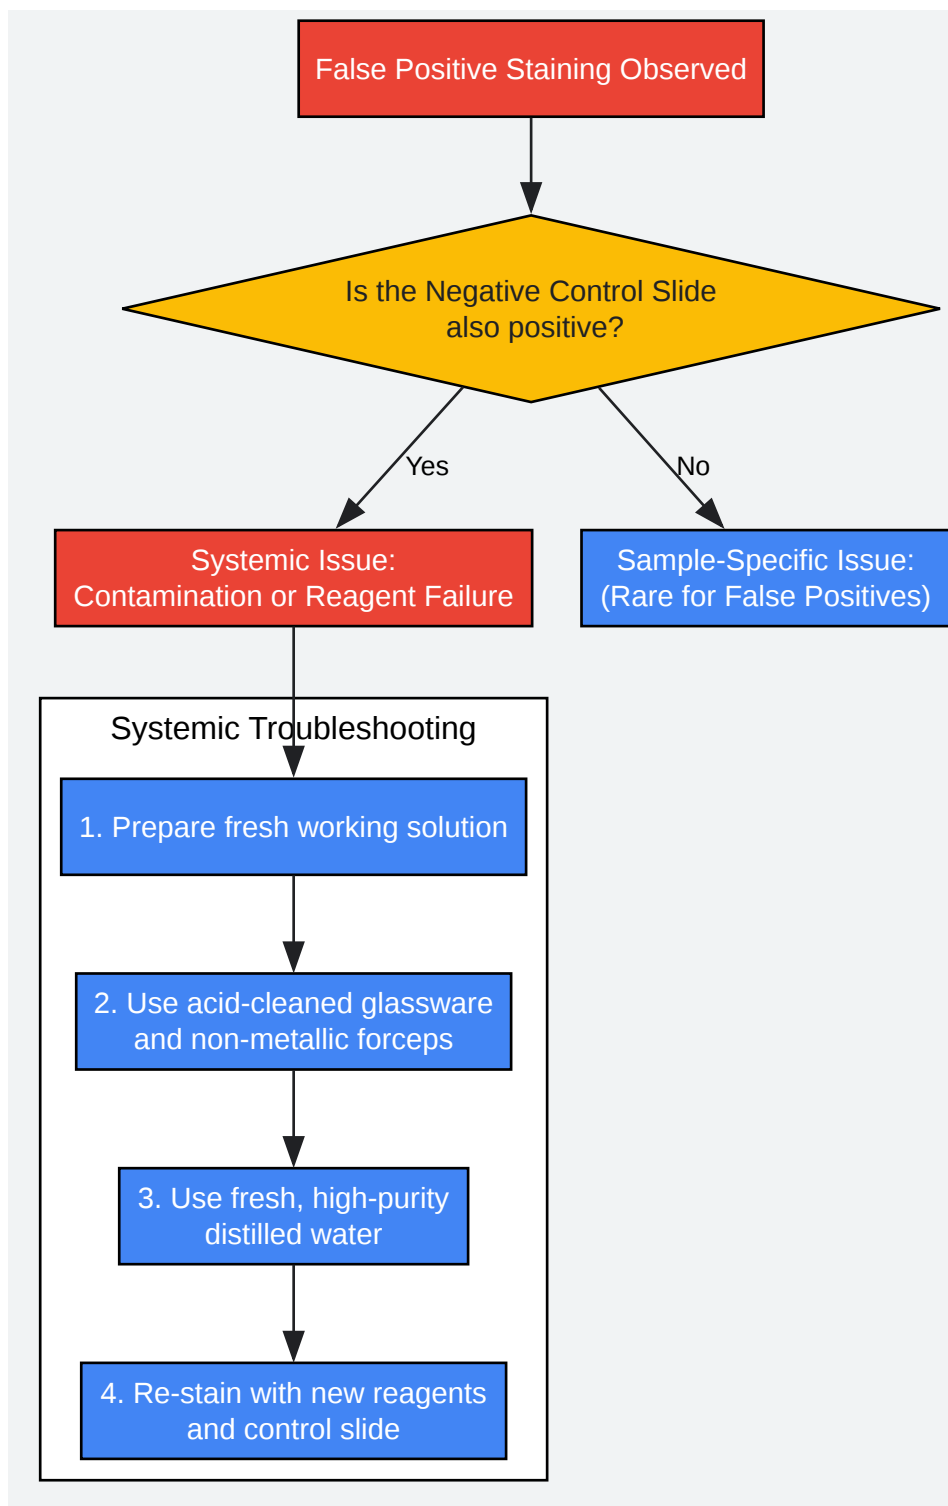 False Positive Staining Observed
Is the Negative Control Slide
also positive?
Yes
No
Systemic Issue:
Contamination or Reagent Failure
Sample-Specific Issue:
(Rare for False Positives)
Systemic Troubleshooting
1. Prepare fresh working solution
2. Use acid-cleaned glassware
and non-metallic forceps
3. Use fresh, high-purity
distilled water
4. Re-stain with new reagents
and control slide